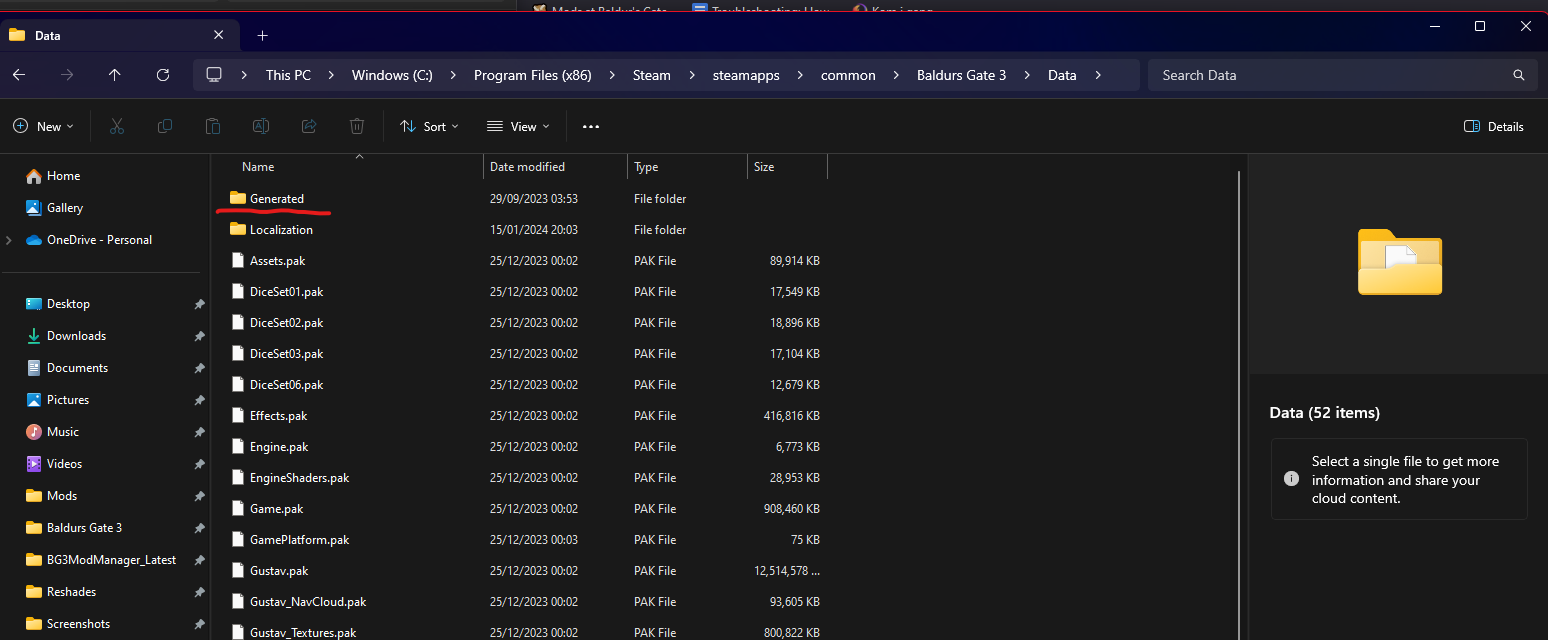 Data
This PC
Windows (C:)
Program Files (x86)
Steam
steamapps
common
Baldurs Gate 3
Data
Search Data
New
Sort
View
Details
Name
Date modified
Type
Size
Home
Gallery
OneDrive - Personal
Desktop
Downloads
Documents
Pictures
Music
Videos
Mods
Baldurs Gate 3
BG3ModManager_Latest
Reshades
Screenshots
Generated 29/09/2023 03:53 File folder
Localization 15/01/2024 20:03 File folder
Assets.pak 25/12/2023 00:02 PAK File 89,914 KB
DiceSet01.pak 25/12/2023 00:02 PAK File 17,549 KB
DiceSet02.pak 25/12/2023 00:02 PAK File 18,896 KB
DiceSet03.pak 25/12/2023 00:02 PAK File 17,104 KB
DiceSet06.pak 25/12/2023 00:02 PAK File 12,679 KB
Effects.pak 25/12/2023 00:02 PAK File 416,816 KB
Engine.pak 25/12/2023 00:02 PAK File 6,773 KB
EngineShaders.pak 25/12/2023 00:02 PAK File 28,953 KB
Game.pak 25/12/2023 00:02 PAK File 908,460 KB
GamePlatform.pak 25/12/2023 00:03 PAK File 75 KB
Gustav.pak 25/12/2023 00:02 PAK File 12,514,578 ...
Gustav_NavCloud.pak 25/12/2023 00:02 PAK File 93,605 KB
Gustav_Textures.pak 25/12/2023 00:02 PAK File 800,822 KB
Data (52 items)
Select a single file to get more
information and share your
cloud content.